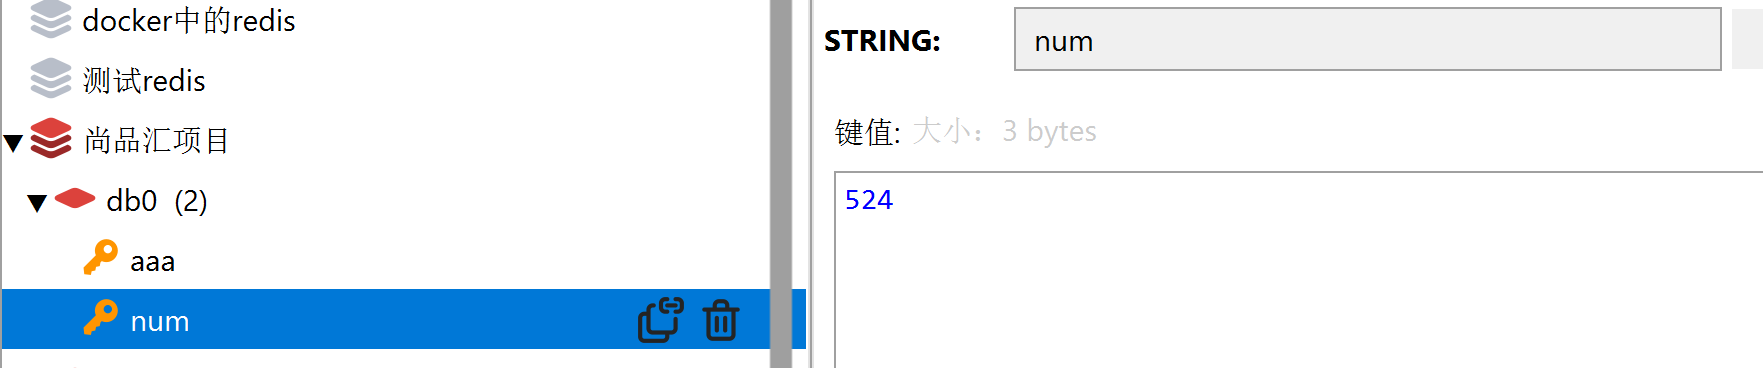 docker中的redis
测试redis
尚品汇项目
db0 (2)
aaa
num
STRING:
num
键值: 大小：3 bytes
524